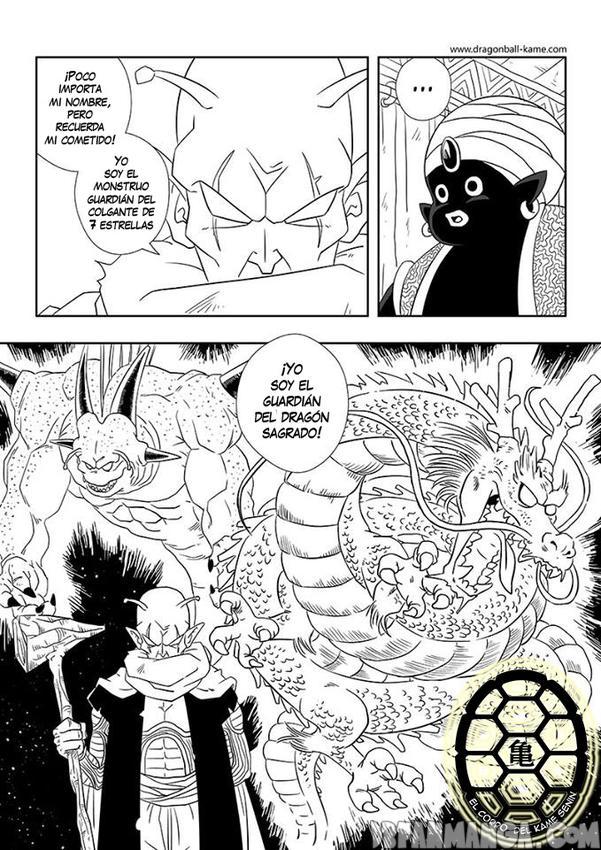 www.dragonball-kame.com
¡POCO
IMPORTA
MI NOMBRE,
PERO
RECUERDA
MI COMETIDO!
YO
SOY EL
MONSTRUO
GUARDIÁN DEL
COLGANTE DE
7 ESTRELLAS
...
¡YO
SOY EL
GUARDIÁN
DEL DRAGÓN
SAGRADO!
亀
EL CORPO DEL KAME SENIN